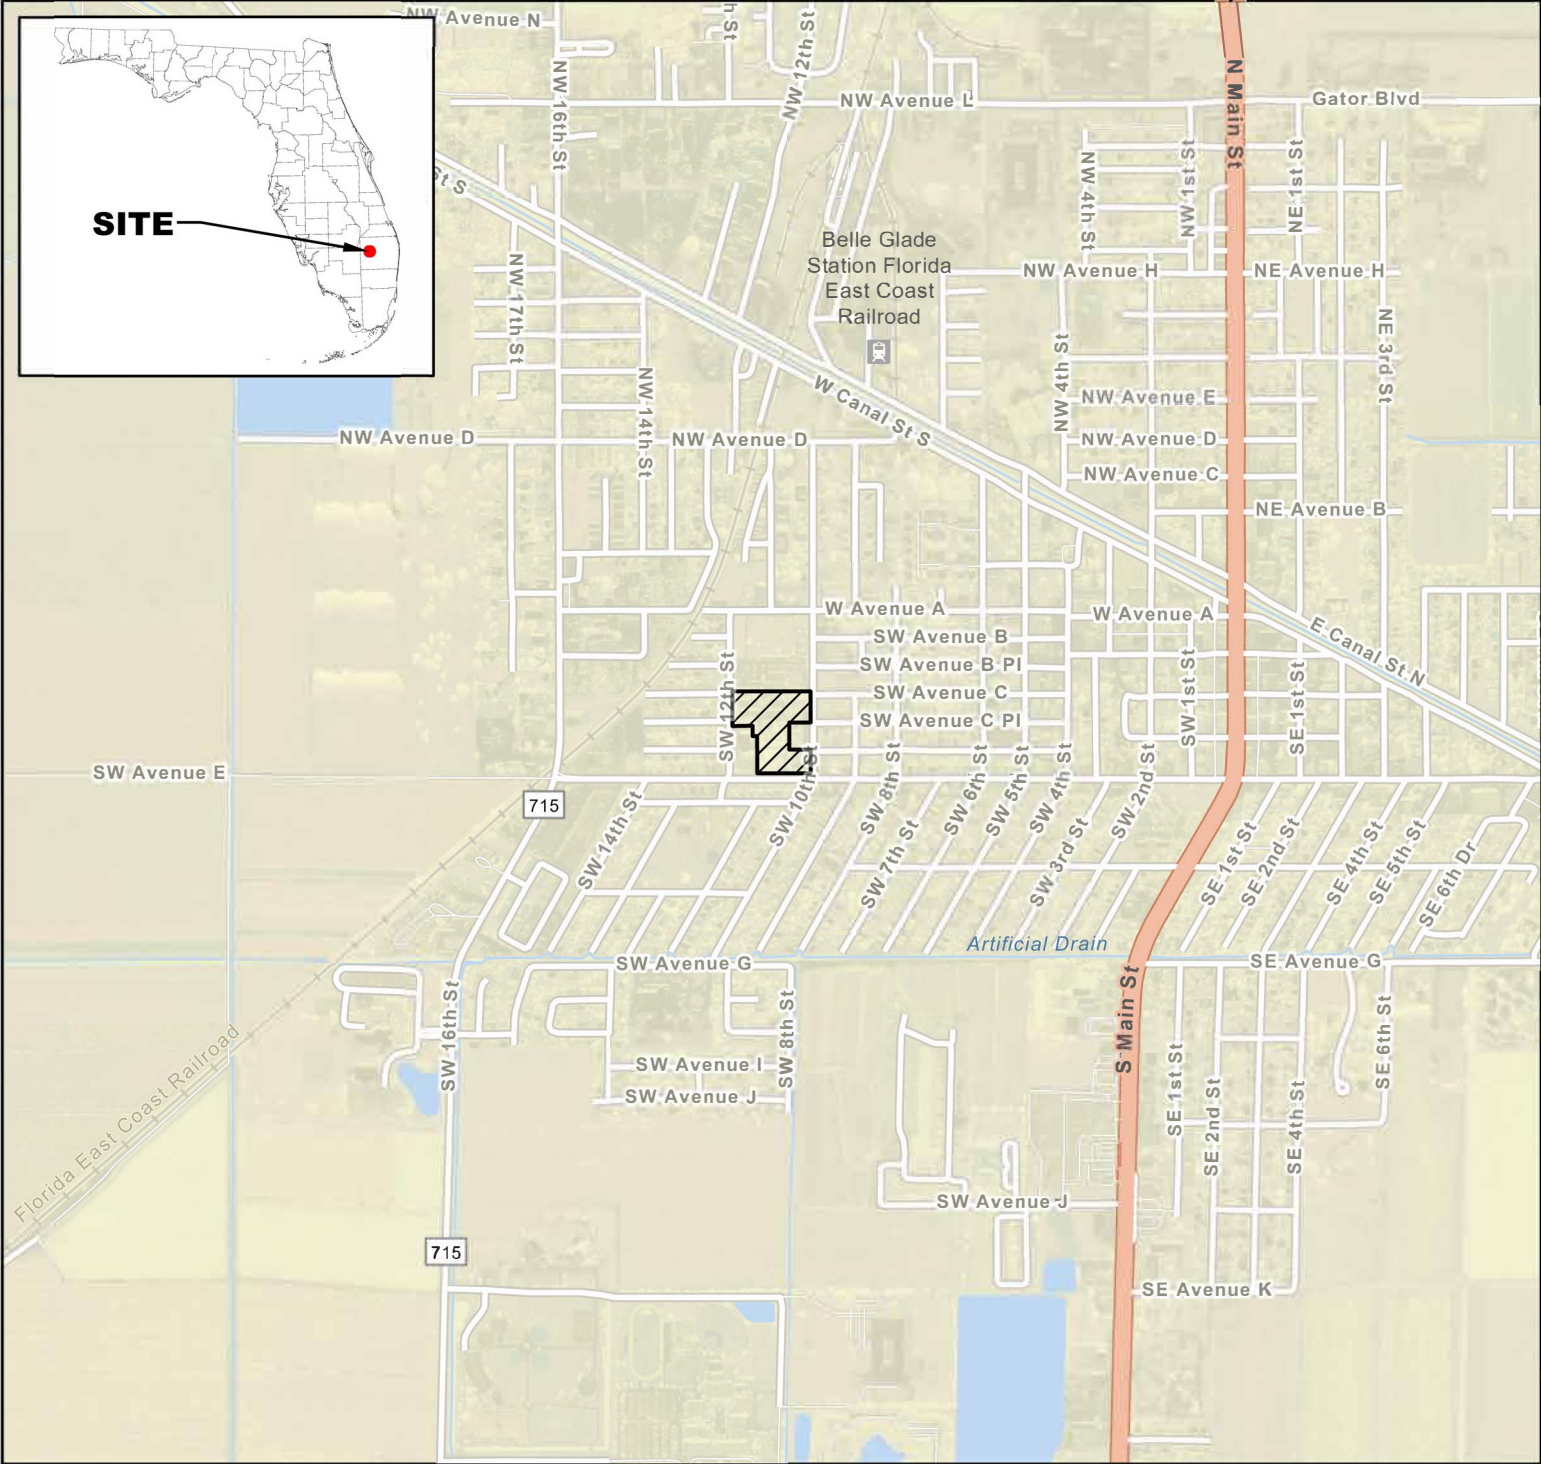 NW Avenue N
h St
NW 12th St
NW 16th St
NW Avenue L
N Main St
Gator Blvd
St S
SITE
NW 4th St
NW 1st St
NE 1st St
Belle Glade
Station Florida
East Coast
Railroad
NW Avenue H
NE Avenue H
NW 17th St
NE 3rd St
NW 4th St
NW 14th St
W Canal St S
NW Avenue E
NW Avenue D
NW Avenue D
NW Avenue D
NW Avenue C
NE Avenue B
W Avenue A
W Avenue A
SW Avenue B
E Canal St N
SW Avenue B Pl
SW 12th St
SW Avenue C
SW 1st St
SE 1st St
SW Avenue C Pl
SW Avenue E
715
SW 14th St
SW 10th St
SW 8th St
SW 7th St
SW 6th St
SW 5th St
SW 4th St
SW 3rd St
SW 2nd St
SE 1st St
SE 2nd St
SE 4th St
SE 5th St
SE 6th Dr
Artificial Drain
SW Avenue G
SE Avenue G
SW 16th St
SW 8th St
S Main St
SE 6th St
Florida East Coast Railroad
SW Avenue I
SW Avenue J
SE 1st St
SE 2nd St
SE 4th St
SW Avenue J
715
SE Avenue K